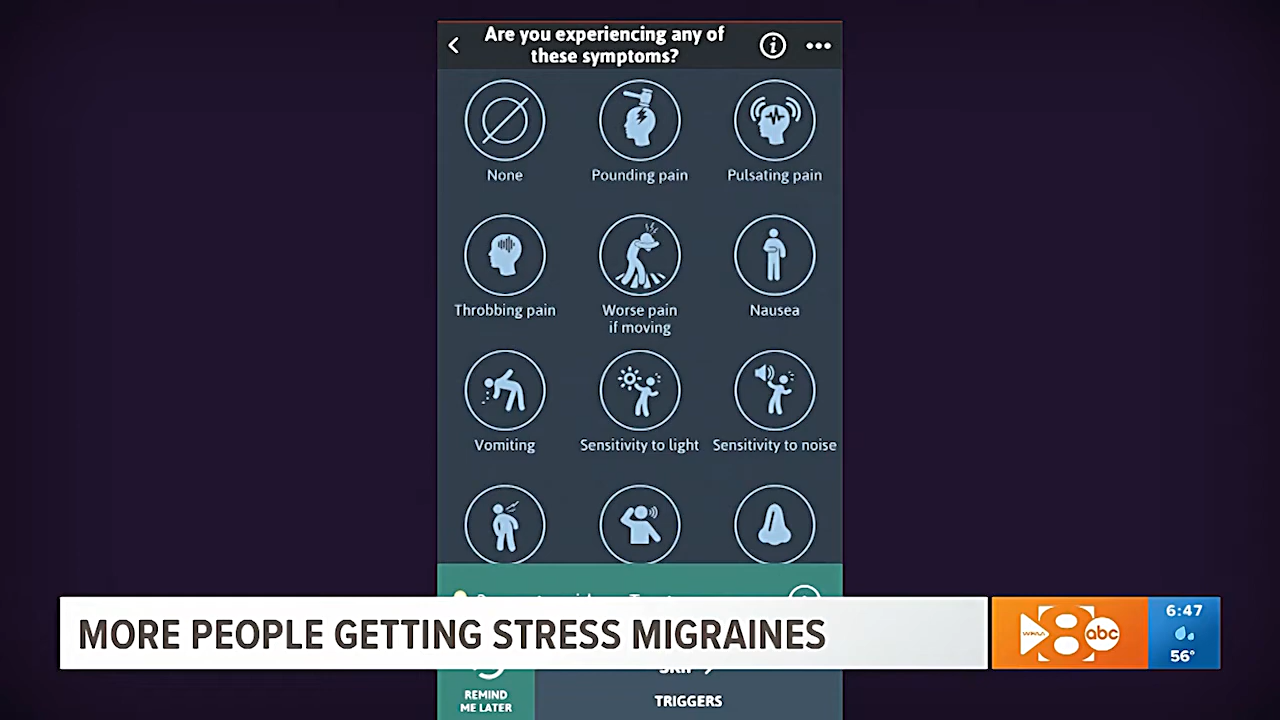 Are you experiencing any of
these symptoms?
None
Pounding pain
Pulsating pain
Throbbing pain
Worse pain
if moving
Nausea
Vomiting
Sensitivity to light
Sensitivity to noise
MORE PEOPLE GETTING STRESS MIGRAINES
WFAA
8
abc
6:47
56°
REMIND
ME LATER
TRIGGERS